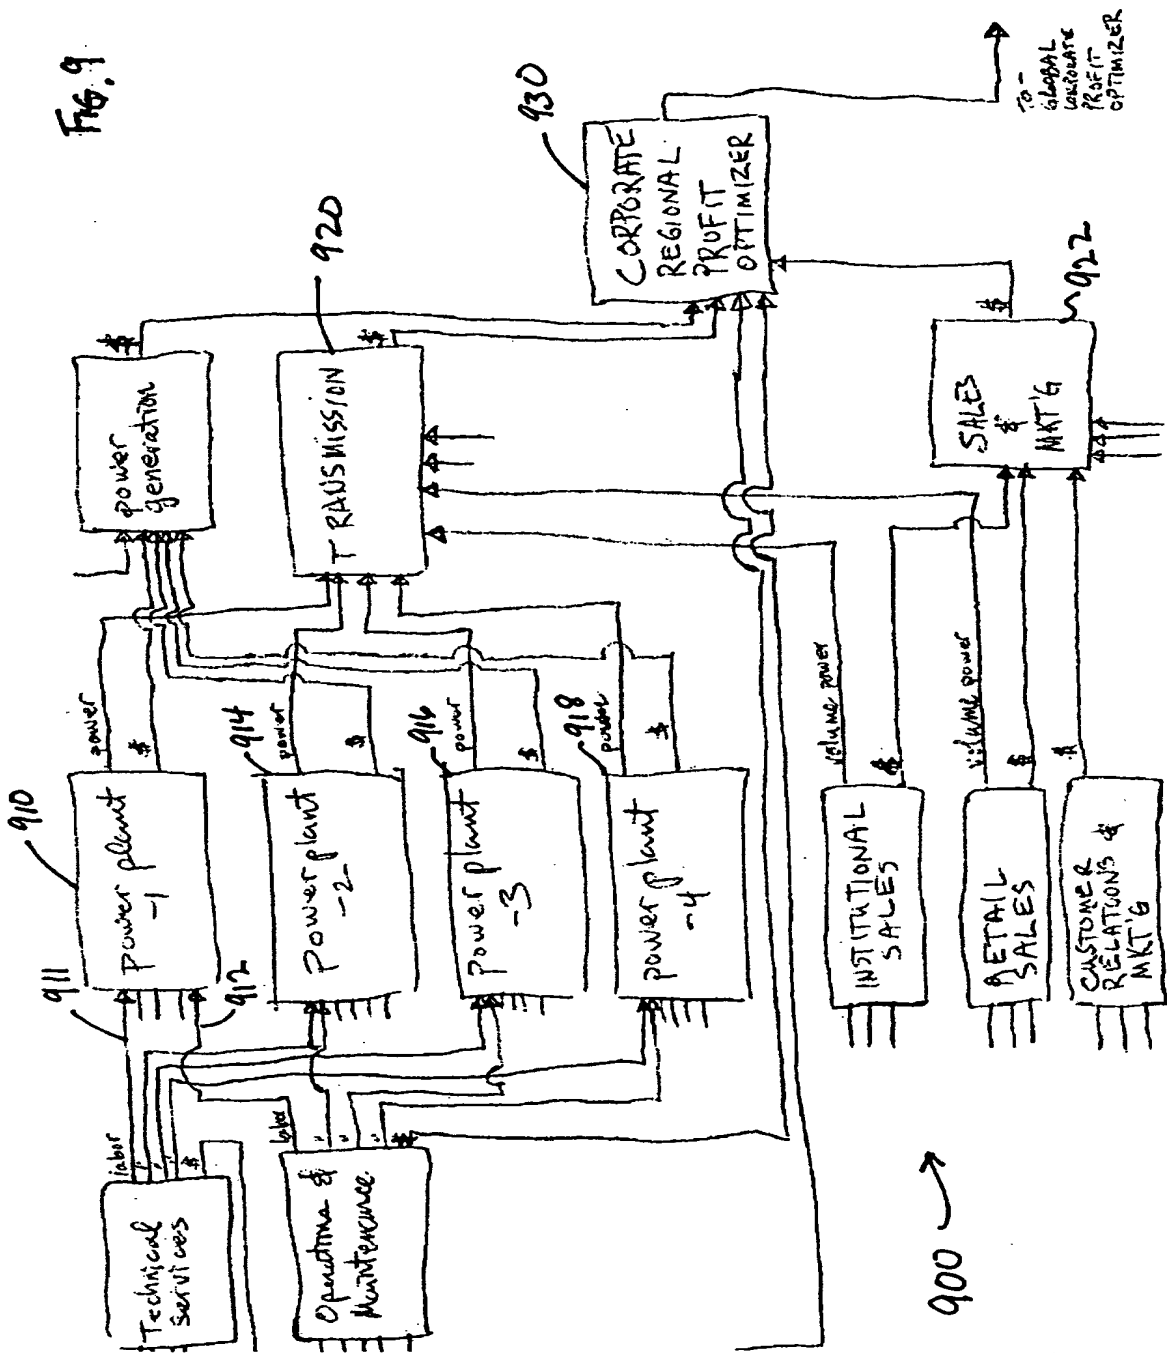 FIG. 9
Technical
services
labor
"
"
"
$
Operations &
Maintenance
labor
"
"
"
$
911
912
910
Power plant
-1
power
$
914
Power plant
-2
power
$
916
Power plant
-3
power
$
918
power plant
-4
power
$
power
generation
$
920
TRANSMISSION
$
930
CORPORATE
REGIONAL
PROFIT
OPTIMIZER
TO-
GLOBAL
CORPORATE
PROFIT
OPTIMIZER
INSTITUTIONAL
SALES
volume power
$
RETAIL
SALES
volume power
$
CUSTOMER
RELATIONS &
MKT'G
$
SALES
&
MKT'G
$
922
900